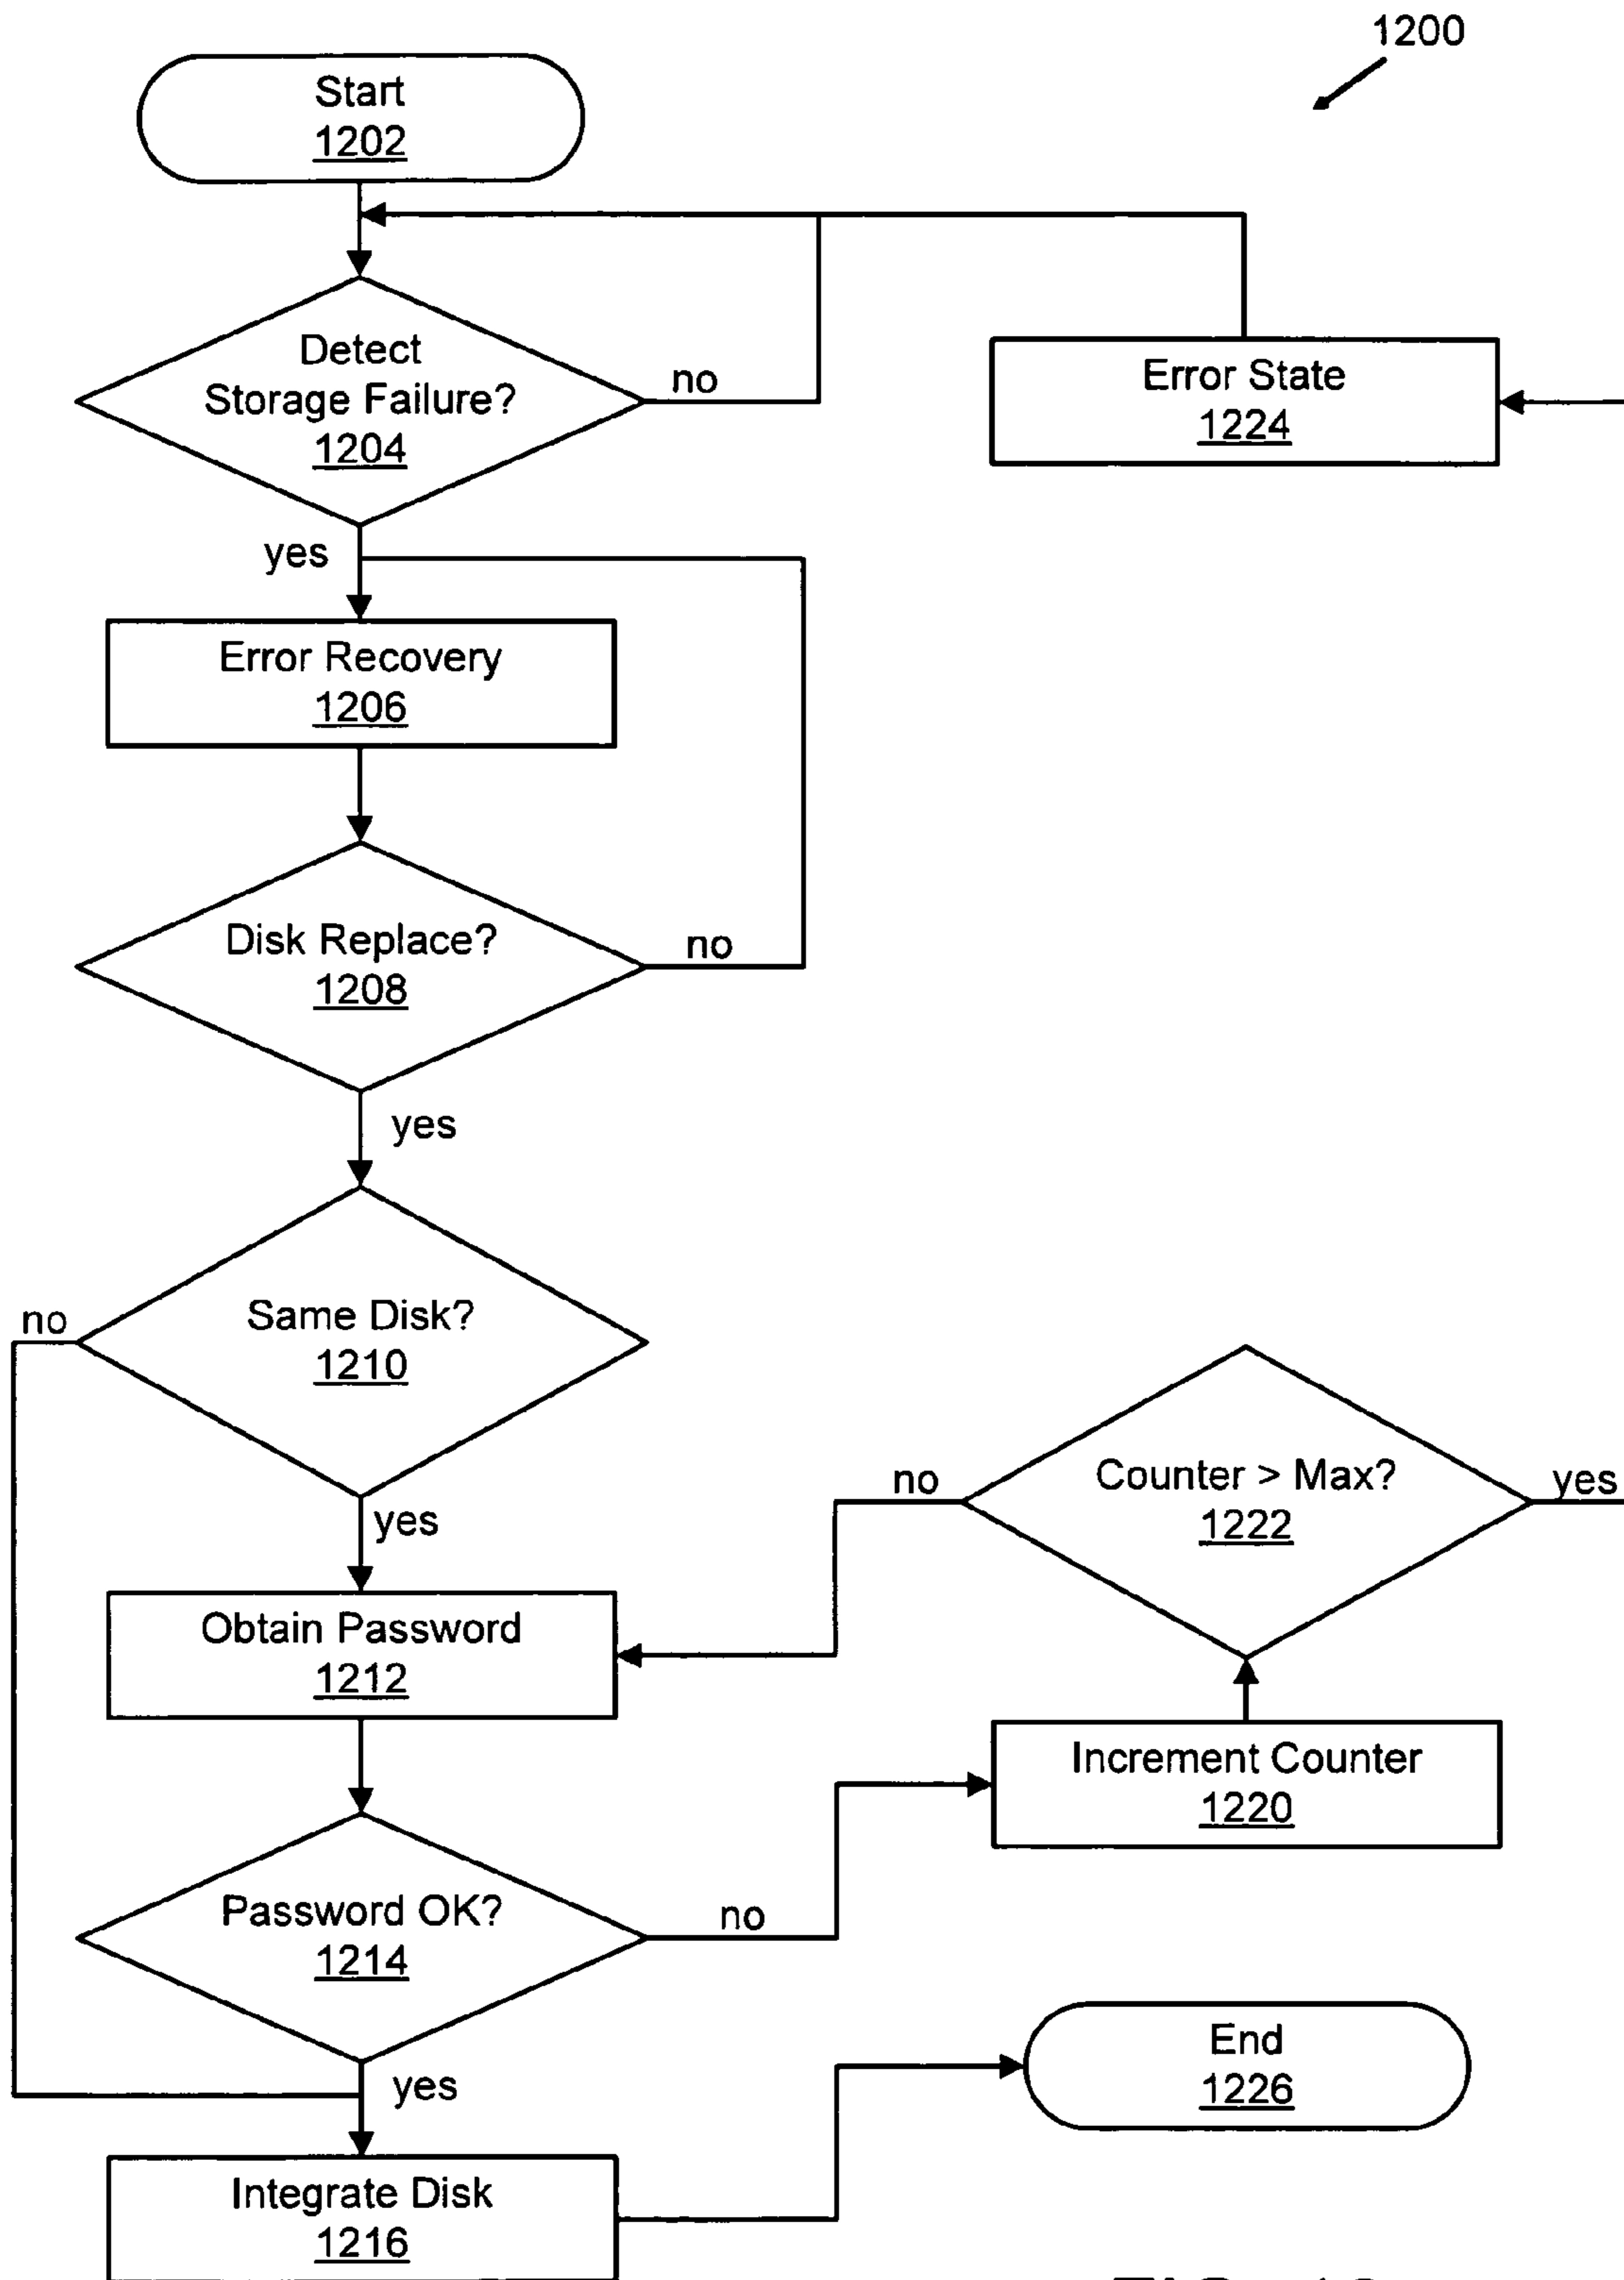 1200
Start
1202
Detect
Storage Failure?
1204
no
Error State
1224
yes
Error Recovery
1206
Disk Replace?
1208
no
yes
Same Disk?
1210
no
yes
Counter > Max?
1222
no
yes
Obtain Password
1212
Increment Counter
1220
Password OK?
1214
no
yes
End
1226
Integrate Disk
1216